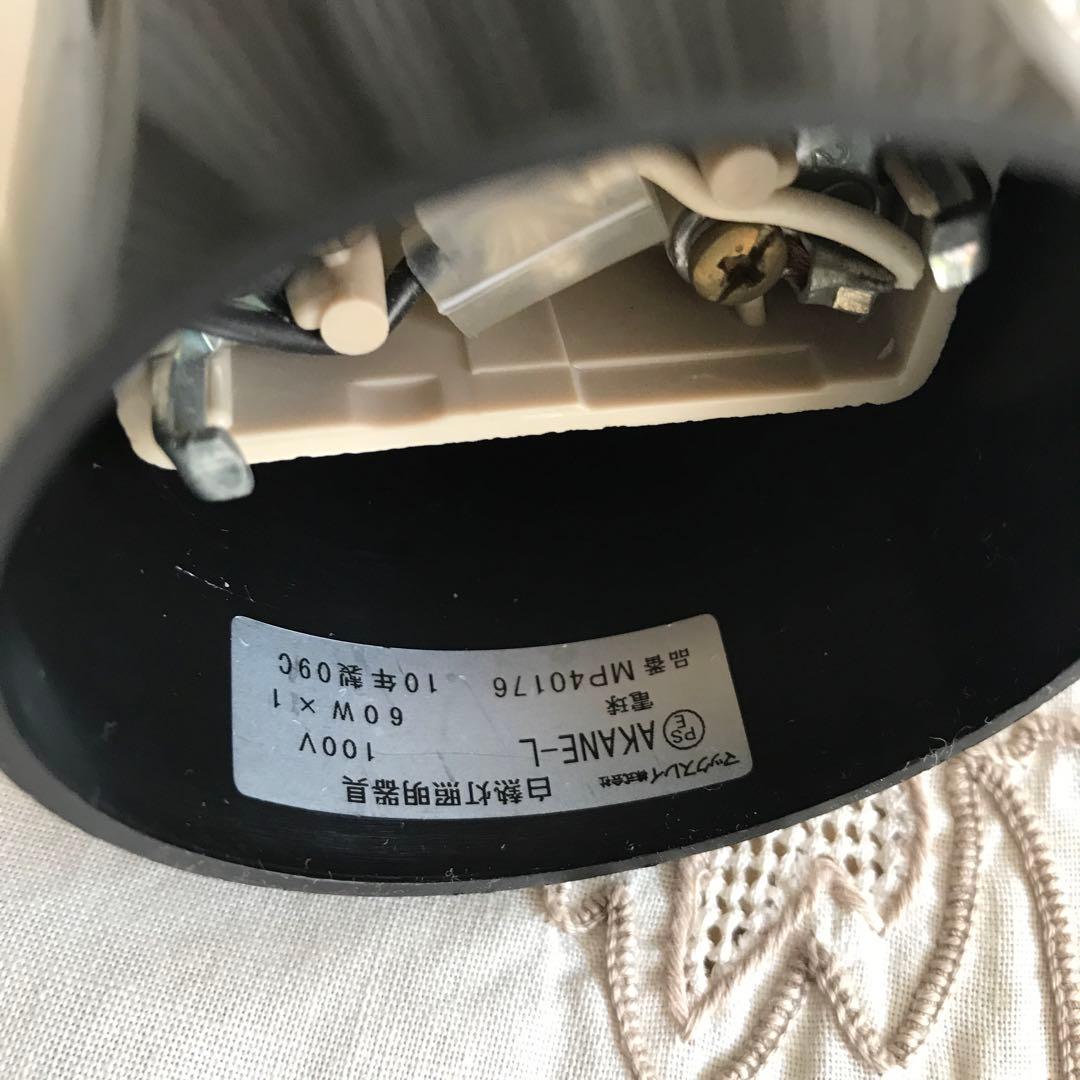 マックスレイ株式会社 白熱灯照明器具
PS E AKANE-L 100V
電球 60W×1
品番 MP40176 10年製09C